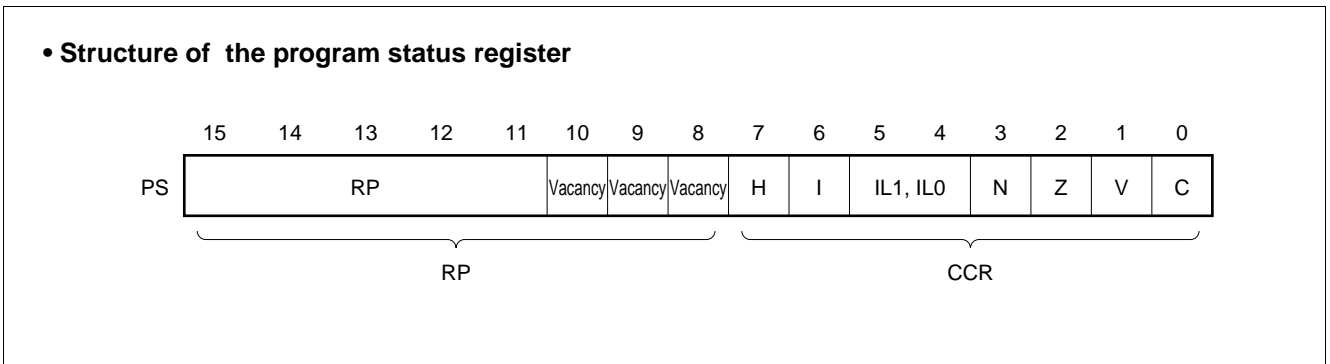 • Structure of the program status register
15 14 13 12 11 10 9 8 7 6 5 4 3 2 1 0
PS RP Vacancy Vacancy Vacancy H I IL1, IL0 N Z V C
RP CCR